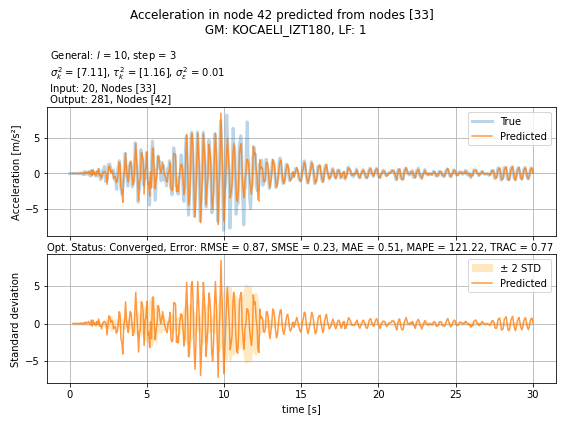 Acceleration in node 42 predicted from nodes [33]
GM: KOCAELI_IZT180, LF: 1
General: l = 10, step = 3
σ²_k = [7.11], τ²_k = [1.16], σ²_ε = 0.01
Input: 20, Nodes [33]
Output: 281, Nodes [42]
Acceleration [m/s²]
5
0
−5
True
Predicted
Opt. Status: Converged, Error: RMSE = 0.87, SMSE = 0.23, MAE = 0.51, MAPE = 121.22, TRAC = 0.77
Standard deviation
5
0
−5
± 2 STD
Predicted
0 5 10 15 20 25 30
time [s]